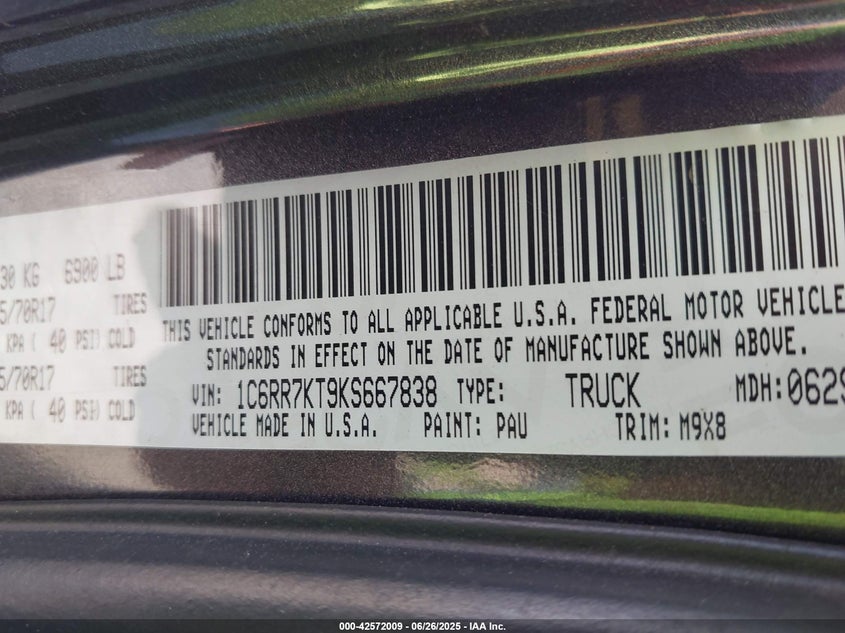 30 KG 6900 LB
5/70R17 TIRES
KPA ( 40 PSI) COLD
5/70R17 TIRES
KPA ( 40 PSI) COLD
THIS VEHICLE CONFORMS TO ALL APPLICABLE U.S.A. FEDERAL MOTOR VEHICLE
STANDARDS IN EFFECT ON THE DATE OF MANUFACTURE SHOWN ABOVE.
VIN: 1C6RR7KT9KS667838 TYPE: TRUCK MDH: 0629
VEHICLE MADE IN U.S.A. PAINT: PAU TRIM: M9X8
000-42572009 - 06/26/2025 - IAA Inc.